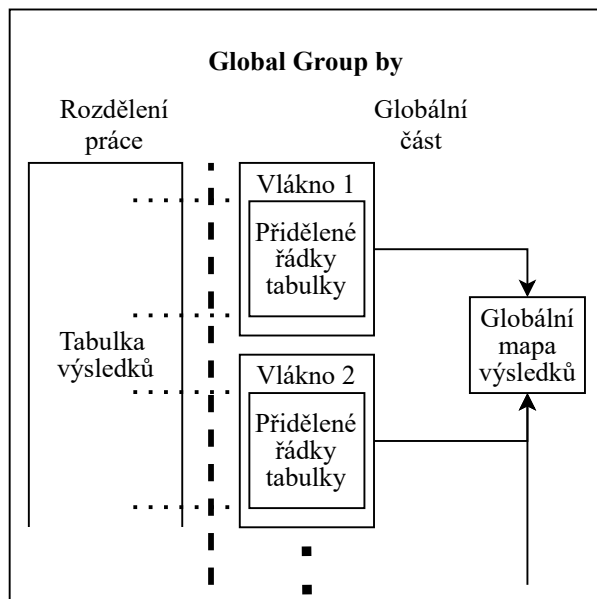 Global Group by
Rozdělení
práce
Globální
část
Tabulka
výsledků
Vlákno 1
Přidělené
řádky
tabulky
Vlákno 2
Přidělené
řádky
tabulky
Globální
mapa
výsledků